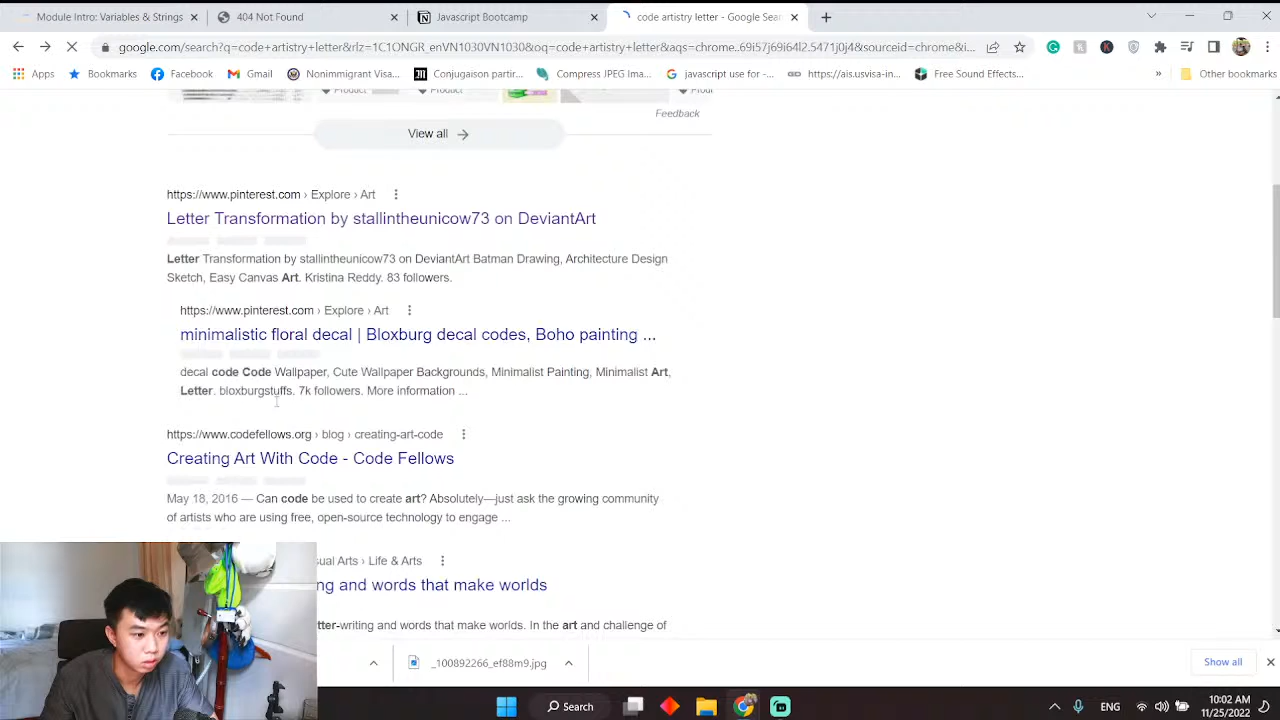 Module Intro: Variables & Strings
404 Not Found
Javascript Bootcamp
code artistry letter - Google Sea
google.com/search?q=code+artistry+letter&rlz=1C1ONGR_enVN1030VN1030&oq=code+artistry+letter&aqs=chrome..69i57j69i64l2.5471j0j4&sourceid=chrome&i...
Apps
Bookmarks
Facebook
Gmail
Nonimmigrant Visa...
Conjugaison partir...
Compress JPEG Ima...
javascript use for -...
https://ais.usvisa-in...
Free Sound Effects...
»
Other bookmarks
Product
Product
Feedback
View all
https://www.pinterest.com › Explore › Art
Letter Transformation by stallintheunicow73 on DeviantArt
Letter Transformation by stallintheunicow73 on DeviantArt Batman Drawing, Architecture Design
Sketch, Easy Canvas Art. Kristina Reddy. 83 followers.
https://www.pinterest.com › Explore › Art
minimalistic floral decal | Bloxburg decal codes, Boho painting ...
decal code Code Wallpaper, Cute Wallpaper Backgrounds, Minimalist Painting, Minimalist Art,
Letter. bloxburgstuffs. 7k followers. More information ...
https://www.codefellows.org › blog › creating-art-code
Creating Art With Code - Code Fellows
May 18, 2016 — Can code be used to create art? Absolutely—just ask the growing community
of artists who are using free, open-source technology to engage ...
sual Arts › Life & Arts
ng and words that make worlds
tter-writing and words that make worlds. In the art and challenge of
_100892266_ef88m9.jpg
Show all
Search
ENG
10:02 AM
11/25/2022